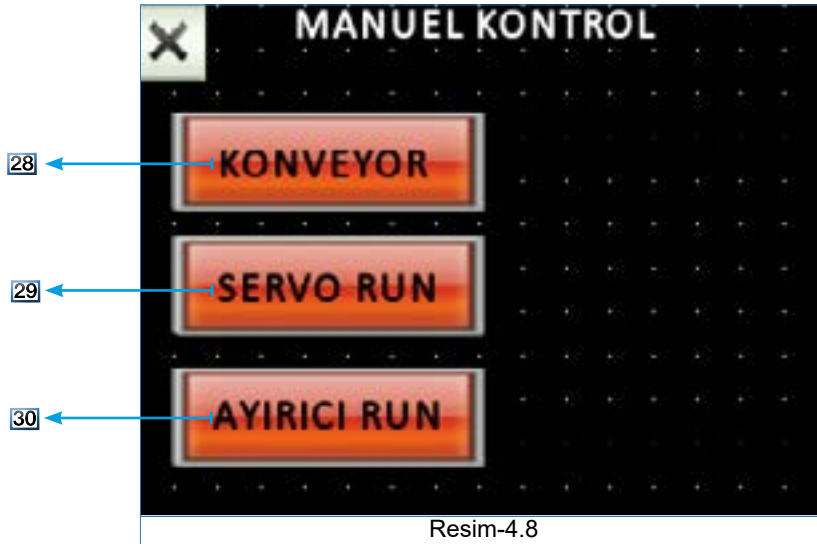 MANUEL KONTROL
28
KONVEYOR
29
SERVO RUN
30
AYIRICI RUN
Resim-4.8